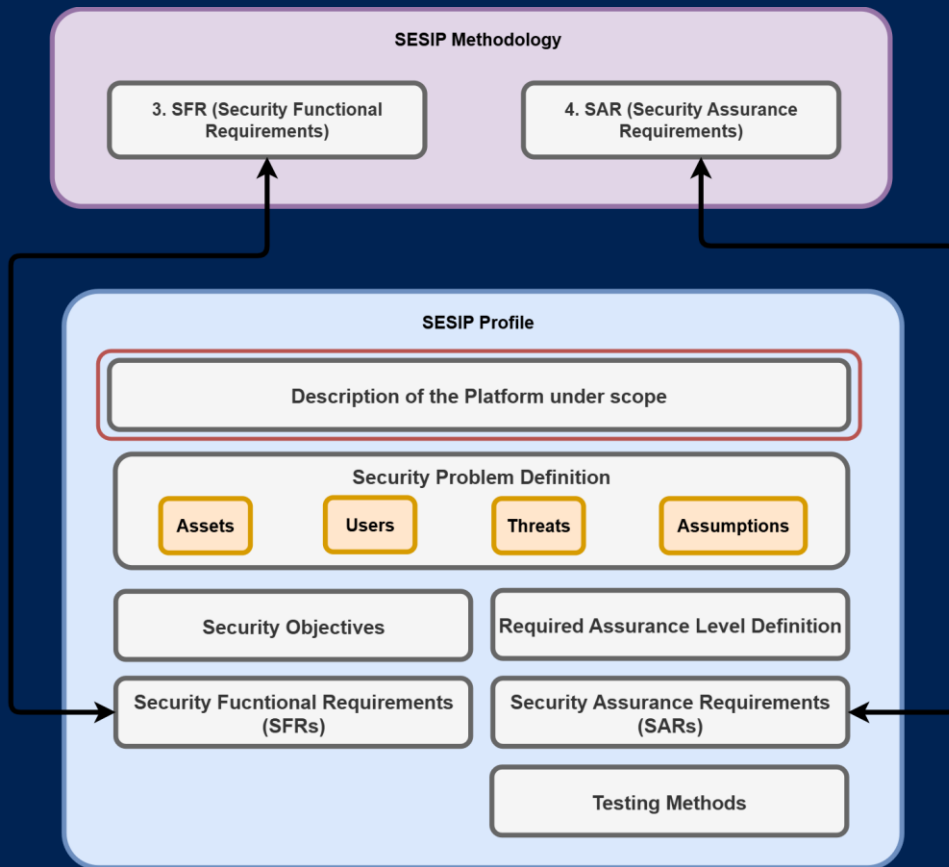 SESIP Methodology
3. SFR (Security Functional
Requirements)
4. SAR (Security Assurance
Requirements)
SESIP Profile
Description of the Platform under scope
Security Problem Definition
Assets
Users
Threats
Assumptions
Security Objectives
Required Assurance Level Definition
Security Fucntional Requirements
(SFRs)
Security Assurance Requirements
(SARs)
Testing Methods